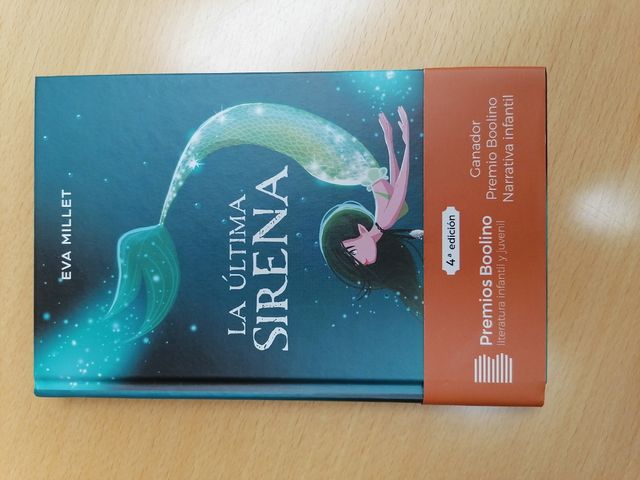 EVA MILLET
LA ÚLTIMA
SIRENA
4ª edición
Premios Boolino
literatura infantil y juvenil
Ganador
Premio Boolino
Narrativa infantil